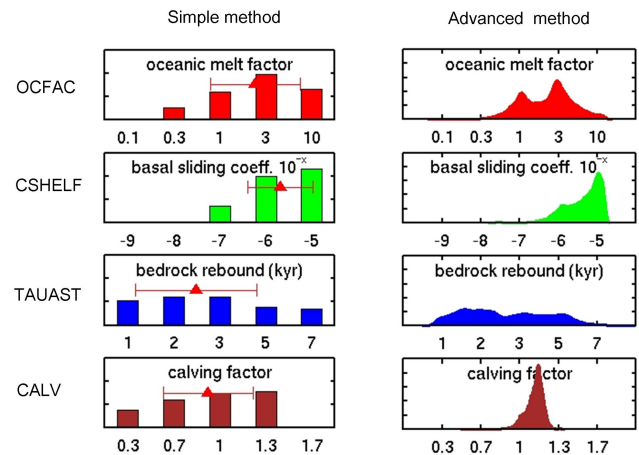 Simple method
Advanced method
OCFAC
oceanic melt factor
0.1 0.3 1 3 10
oceanic melt factor
0.1 0.3 1 3 10
CSHELF
basal sliding coeff. 10^-x
-9 -8 -7 -6 -5
basal sliding coeff. 10^-x
-9 -8 -7 -6 -5
TAUAST
bedrock rebound (kyr)
1 2 3 5 7
bedrock rebound (kyr)
1 2 3 5 7
CALV
calving factor
0.3 0.7 1 1.3 1.7
calving factor
0.3 0.7 1 1.3 1.7